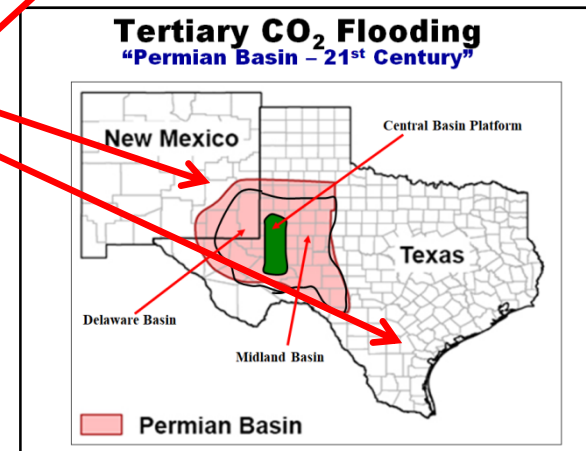 Tertiary CO₂ Flooding
“Permian Basin – 21st Century”
Central Basin Platform
New Mexico
Texas
Delaware Basin
Midland Basin
Permian Basin